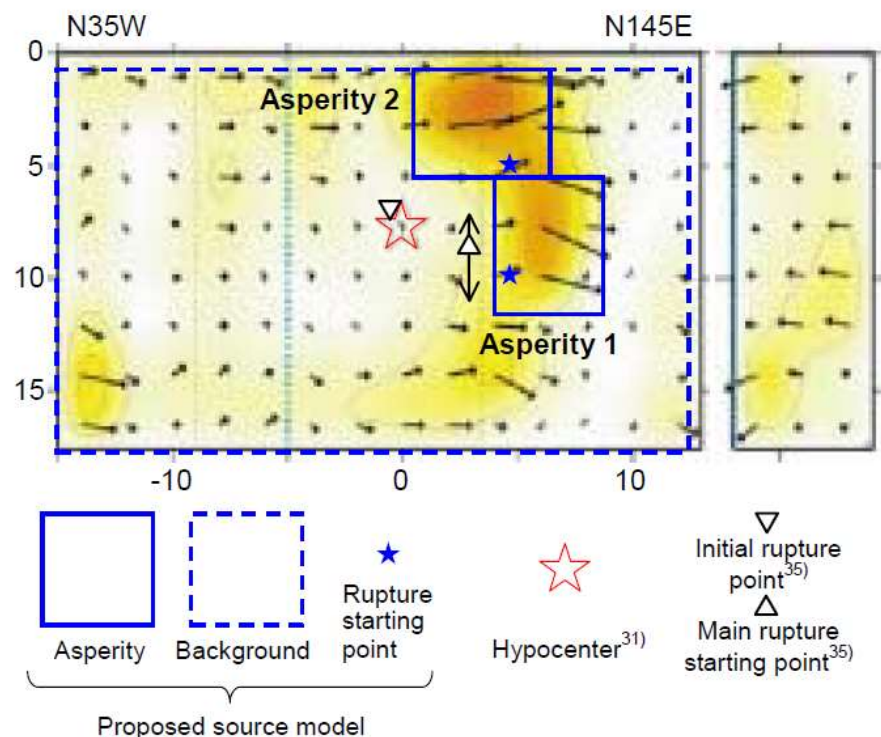 N35W N145E
0
Asperity 2
5
10
Asperity 1
15
-10 0 10
Initial rupture
point35)
Rupture
starting
point
Hypocenter31)
Main rupture
starting point35)
Asperity Background
Proposed source model